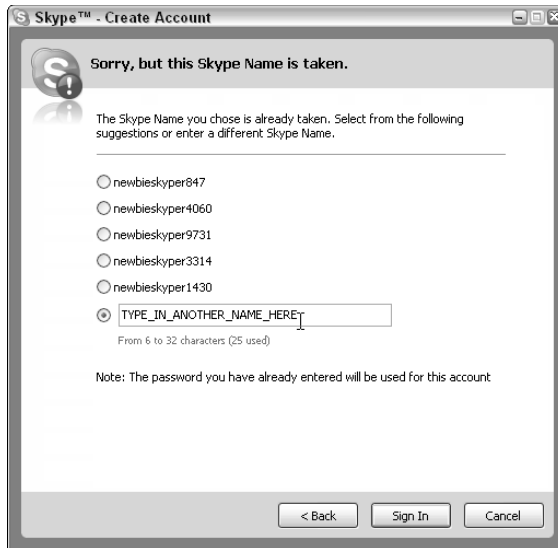 Skype™ - Create Account
Sorry, but this Skype Name is taken.
The Skype Name you chose is already taken. Select from the following
suggestions or enter a different Skype Name.
newbieskyper847
newbieskyper4060
newbieskyper9731
newbieskyper3314
newbieskyper1430
TYPE_IN_ANOTHER_NAME_HERE
From 6 to 32 characters (25 used)
Note: The password you have already entered will be used for this account
< Back Sign In Cancel